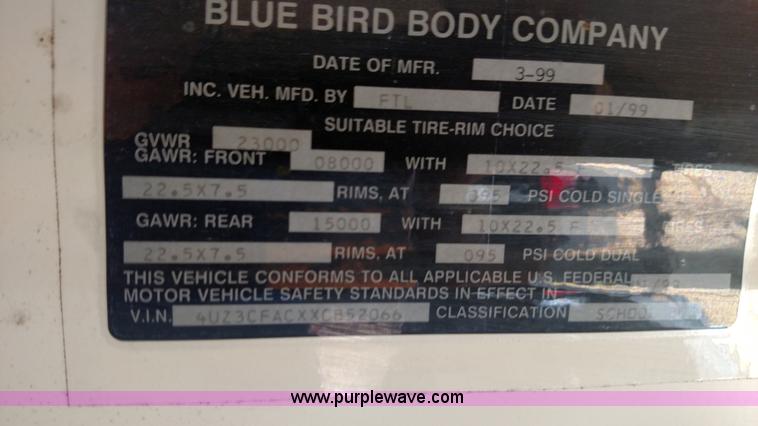 BLUE BIRD BODY COMPANY
DATE OF MFR. 3-99
INC. VEH. MFD. BY FTL DATE 01/99
SUITABLE TIRE-RIM CHOICE
GVWR 23000
GAWR: FRONT 08000 WITH 10X22.5 TIRES
22.5X7.5 RIMS, AT 095 PSI COLD SINGLE
GAWR: REAR 15000 WITH 10X22.5 F TIRES
22.5X7.5 RIMS, AT 095 PSI COLD DUAL
THIS VEHICLE CONFORMS TO ALL APPLICABLE U.S. FEDERAL
MOTOR VEHICLE SAFETY STANDARDS IN EFFECT IN
V.I.N. 4UZ3CFACXXCB52066 CLASSIFICATION
www.purplewave.com